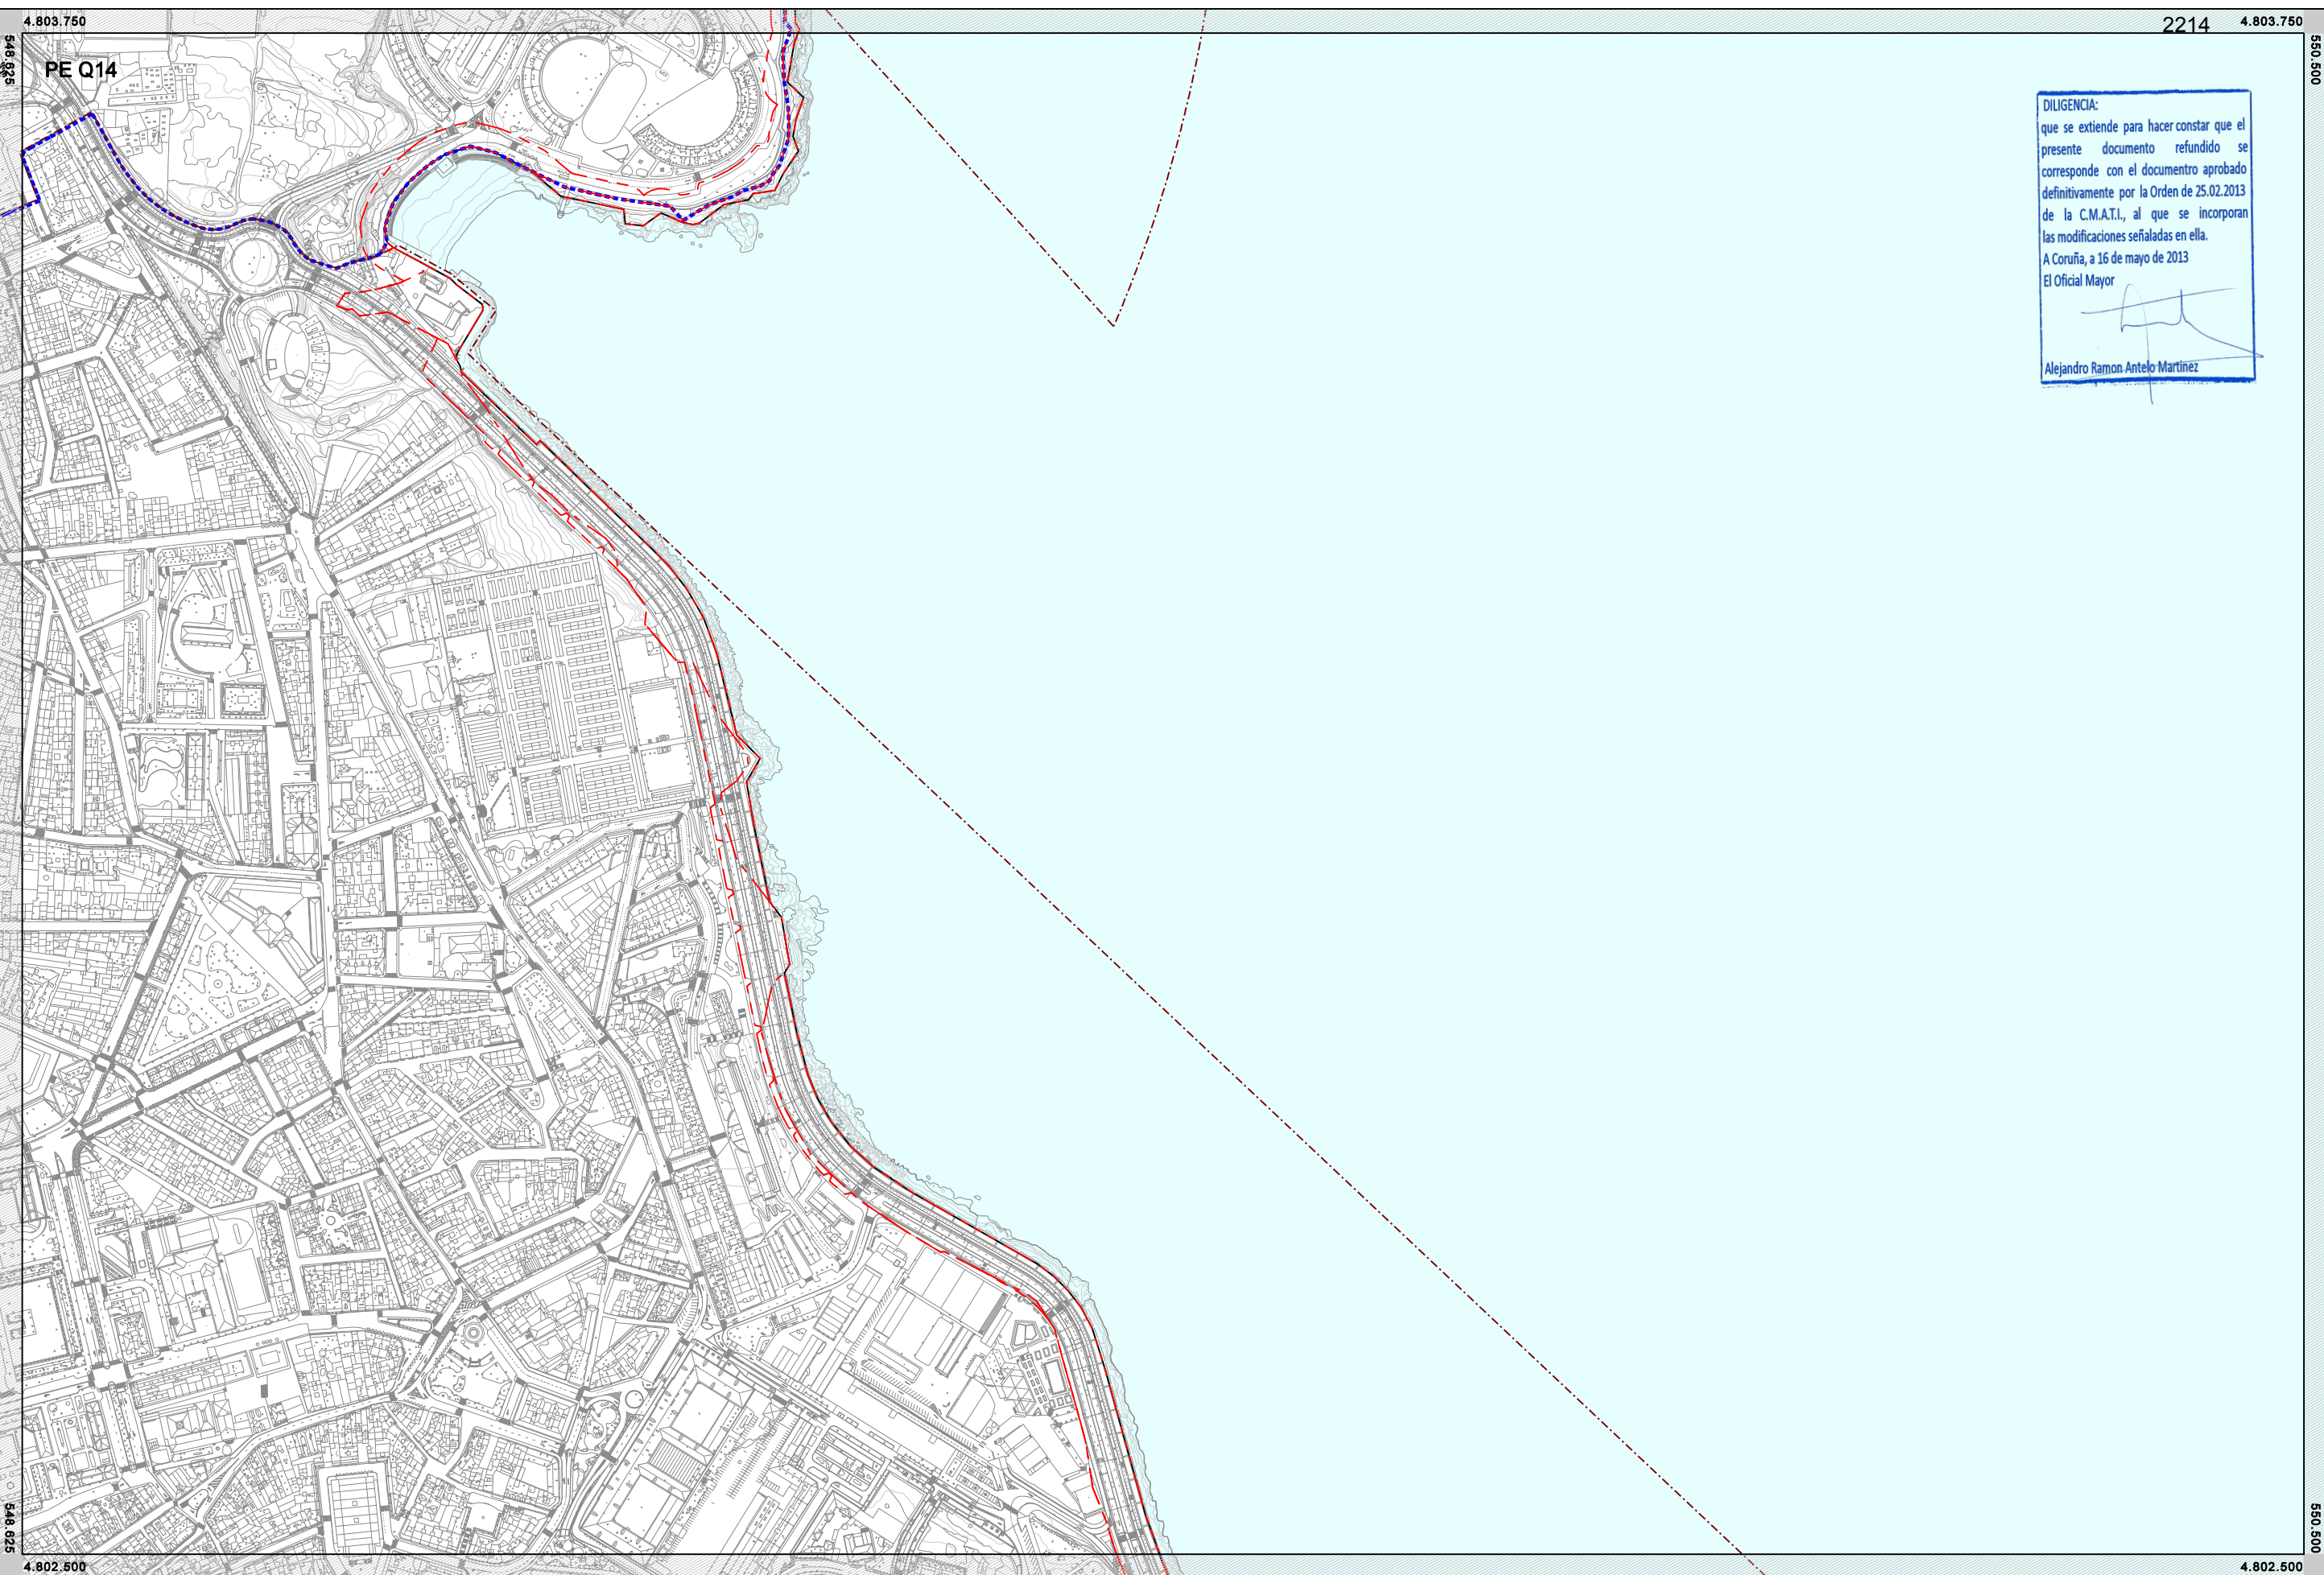 4.803.750
2214
4.803.750
548.625
550.500
PE Q14
DILIGENCIA:
que se extiende para hacer constar que el
presente documento refundido se
corresponde con el documentro aprobado
definitivamente por la Orden de 25.02.2013
de la C.M.A.T.I., al que se incorporan
las modificaciones señaladas en ella.
A Coruña, a 16 de mayo de 2013
El Oficial Mayor
Alejandro Ramon Antelo Martinez
548.625
550.500
4.802.500
4.802.500